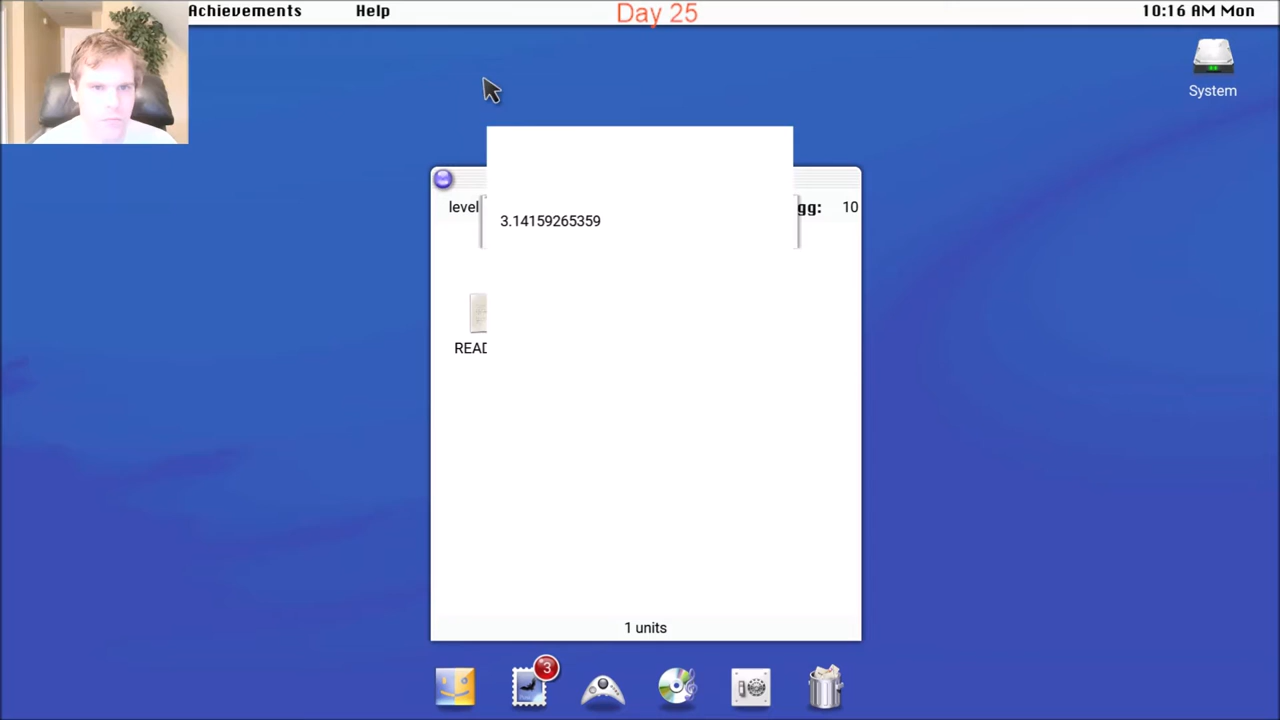 Achievements Help Day 25 10:16 AM Mon
System
level gg: 10
3.14159265359
READ
1 units
3